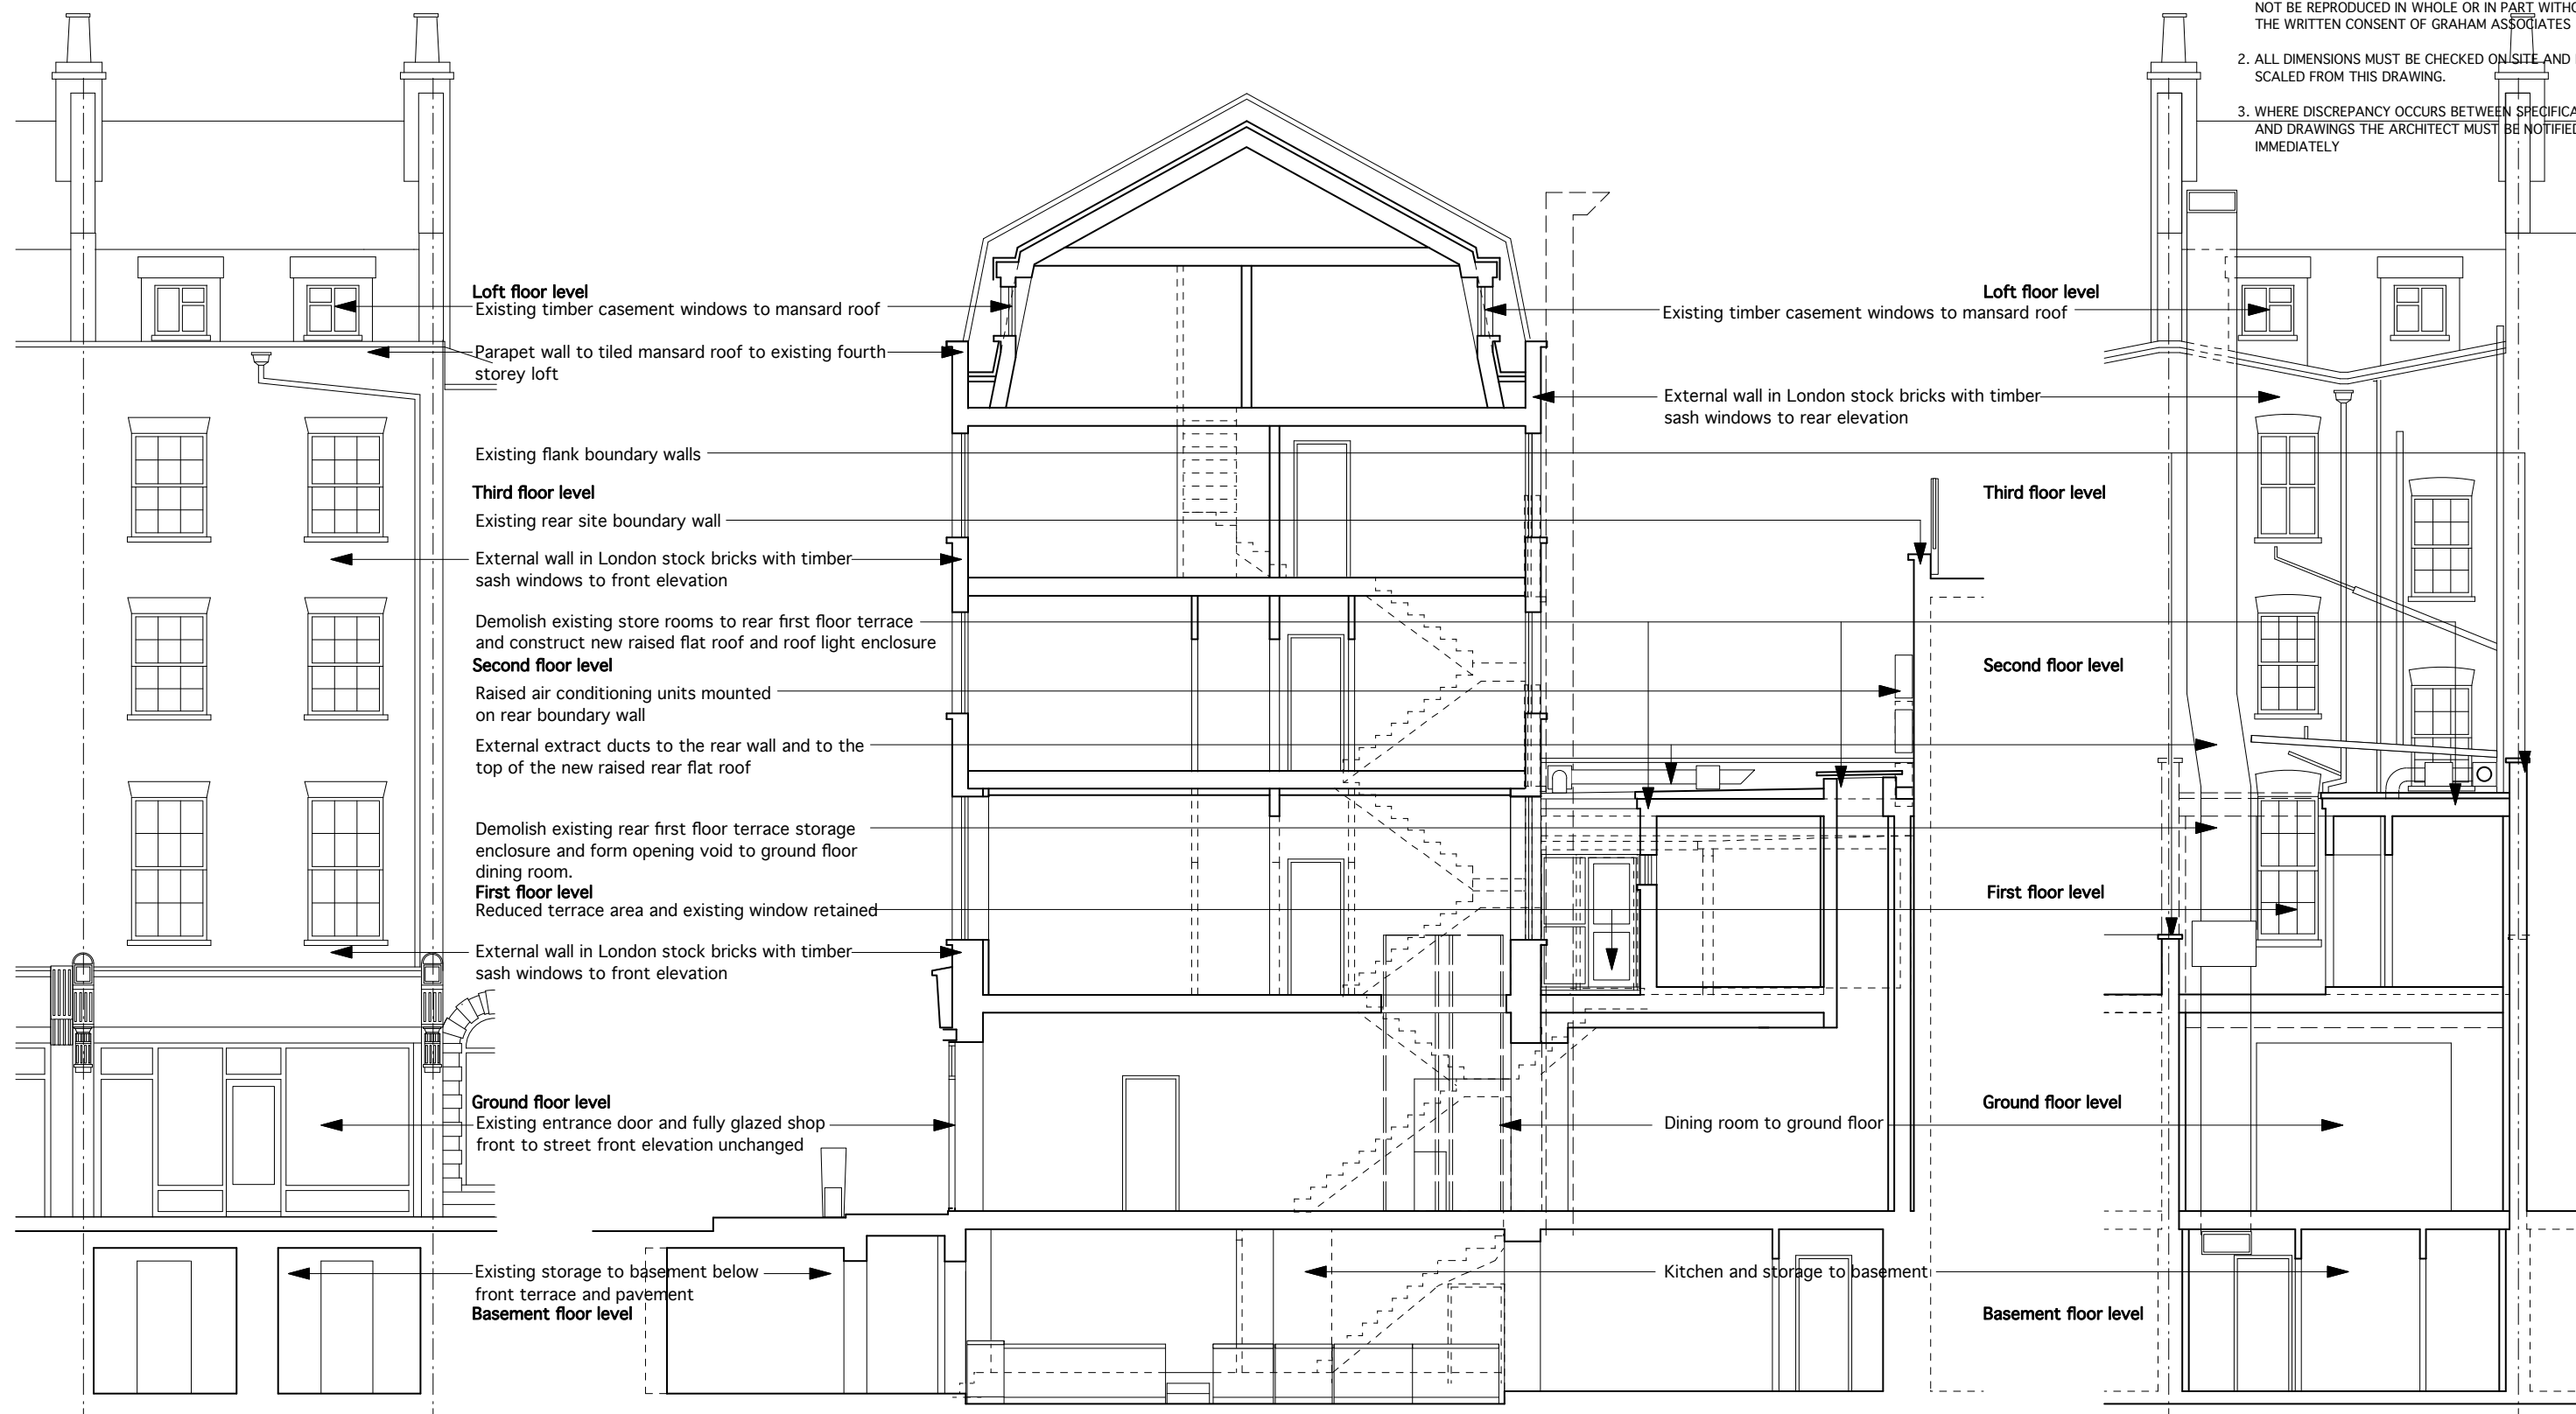 NOT BE REPRODUCED IN WHOLE OR IN PART
THE WRITTEN CONSENT OF GRAHAM ASSOCIATES
2. ALL DIMENSIONS MUST BE CHECKED ON SITE AND
SCALED FROM THIS DRAWING.
3. WHERE DISCREPANCY OCCURS BETWEEN
AND DRAWINGS THE ARCHITECT MUST BE
IMMEDIATELY
Loft floor level
Existing timber casement windows to mansard roof
Parapet wall to tiled mansard roof to existing fourth
storey loft
Existing flank boundary walls
Third floor level
Existing rear site boundary wall
External wall in London stock bricks with timber
sash windows to front elevation
Demolish existing store rooms to rear first floor terrace
and construct new raised flat roof and roof light enclosure
Second floor level
Raised air conditioning units mounted
on rear boundary wall
External extract ducts to the rear wall and to the
top of the new raised rear flat roof
Demolish existing rear first floor terrace storage
enclosure and form opening void to ground floor
dining room.
First floor level
Reduced terrace area and existing window retained
External wall in London stock bricks with timber
sash windows to front elevation
Ground floor level
Existing entrance door and fully glazed shop
front to street front elevation unchanged
Existing storage to basement below
front terrace and pavement
Basement floor level
Loft floor level
Existing timber casement windows to mansard roof
External wall in London stock bricks with timber
sash windows to rear elevation
Third floor level
Second floor level
First floor level
Ground floor level
Dining room to ground floor
Kitchen and storage to basement
Basement floor level